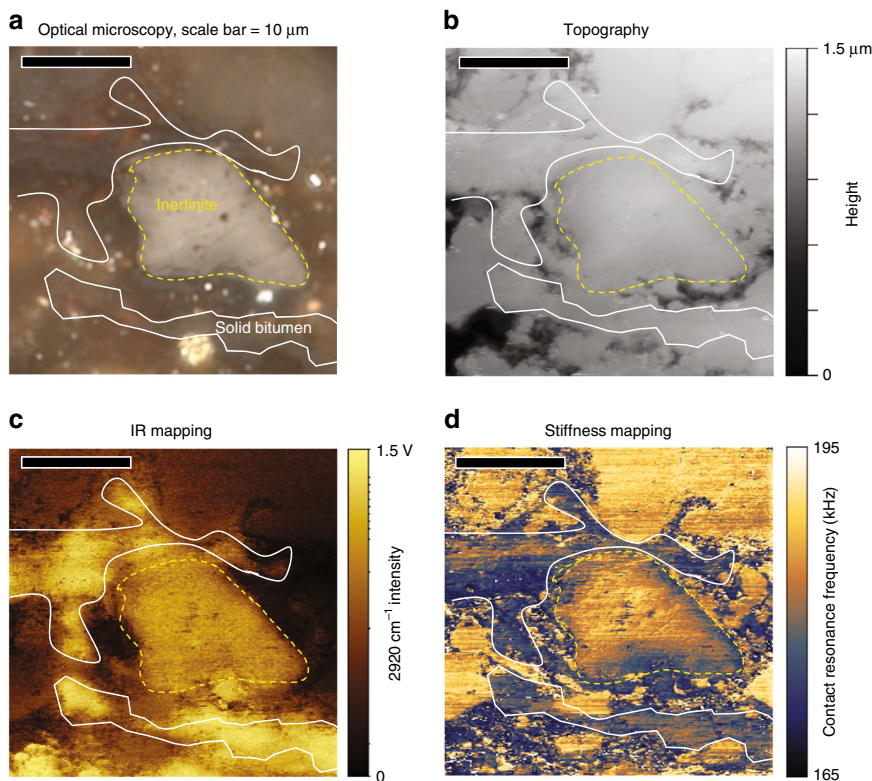 a
Optical microscopy, scale bar = 10 μm
Inertinite
Solid bitumen
b
Topography
1.5 μm
Height
0
c
IR mapping
1.5 V
2920 cm⁻¹ intensity
0
d
Stiffness mapping
195
Contact resonance frequency (kHz)
165